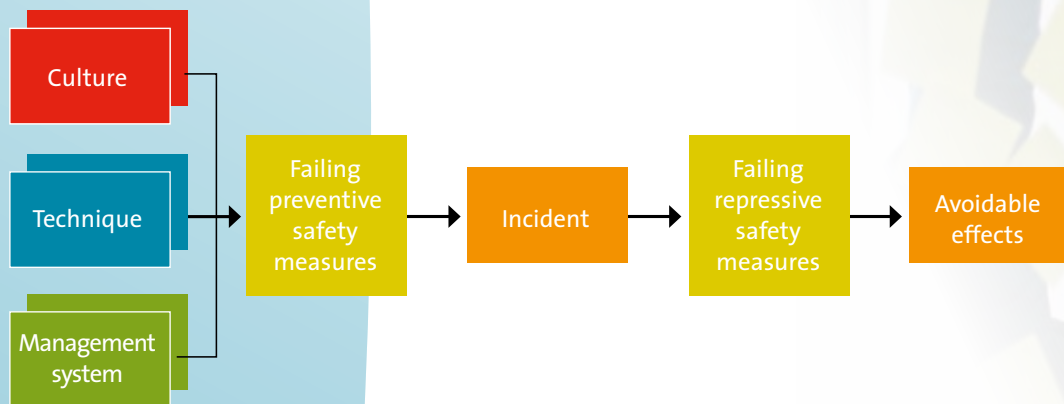 Culture
Technique
Management
system
Failing
preventive
safety
measures
Incident
Failing
repressive
safety
measures
Avoidable
effects